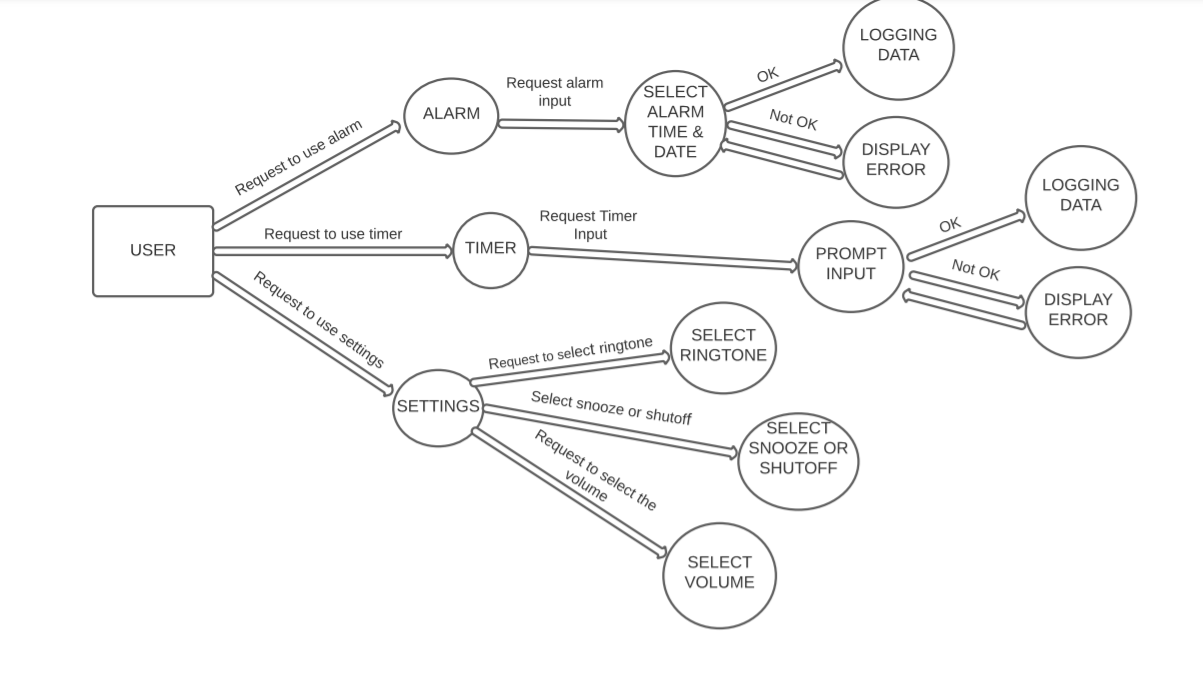 LOGGING
DATA
OK
Request alarm
input
SELECT
ALARM
TIME &
DATE
ALARM
Not OK
DISPLAY
ERROR
Request to use alarm
USER
Request to use timer
TIMER
Request Timer
Input
PROMPT
INPUT
OK
LOGGING
DATA
Not OK
DISPLAY
ERROR
Request to use settings
SETTINGS
Request to select ringtone
SELECT
RINGTONE
Select snooze or shutoff
SELECT
SNOOZE OR
SHUTOFF
Request to select the
volume
SELECT
VOLUME